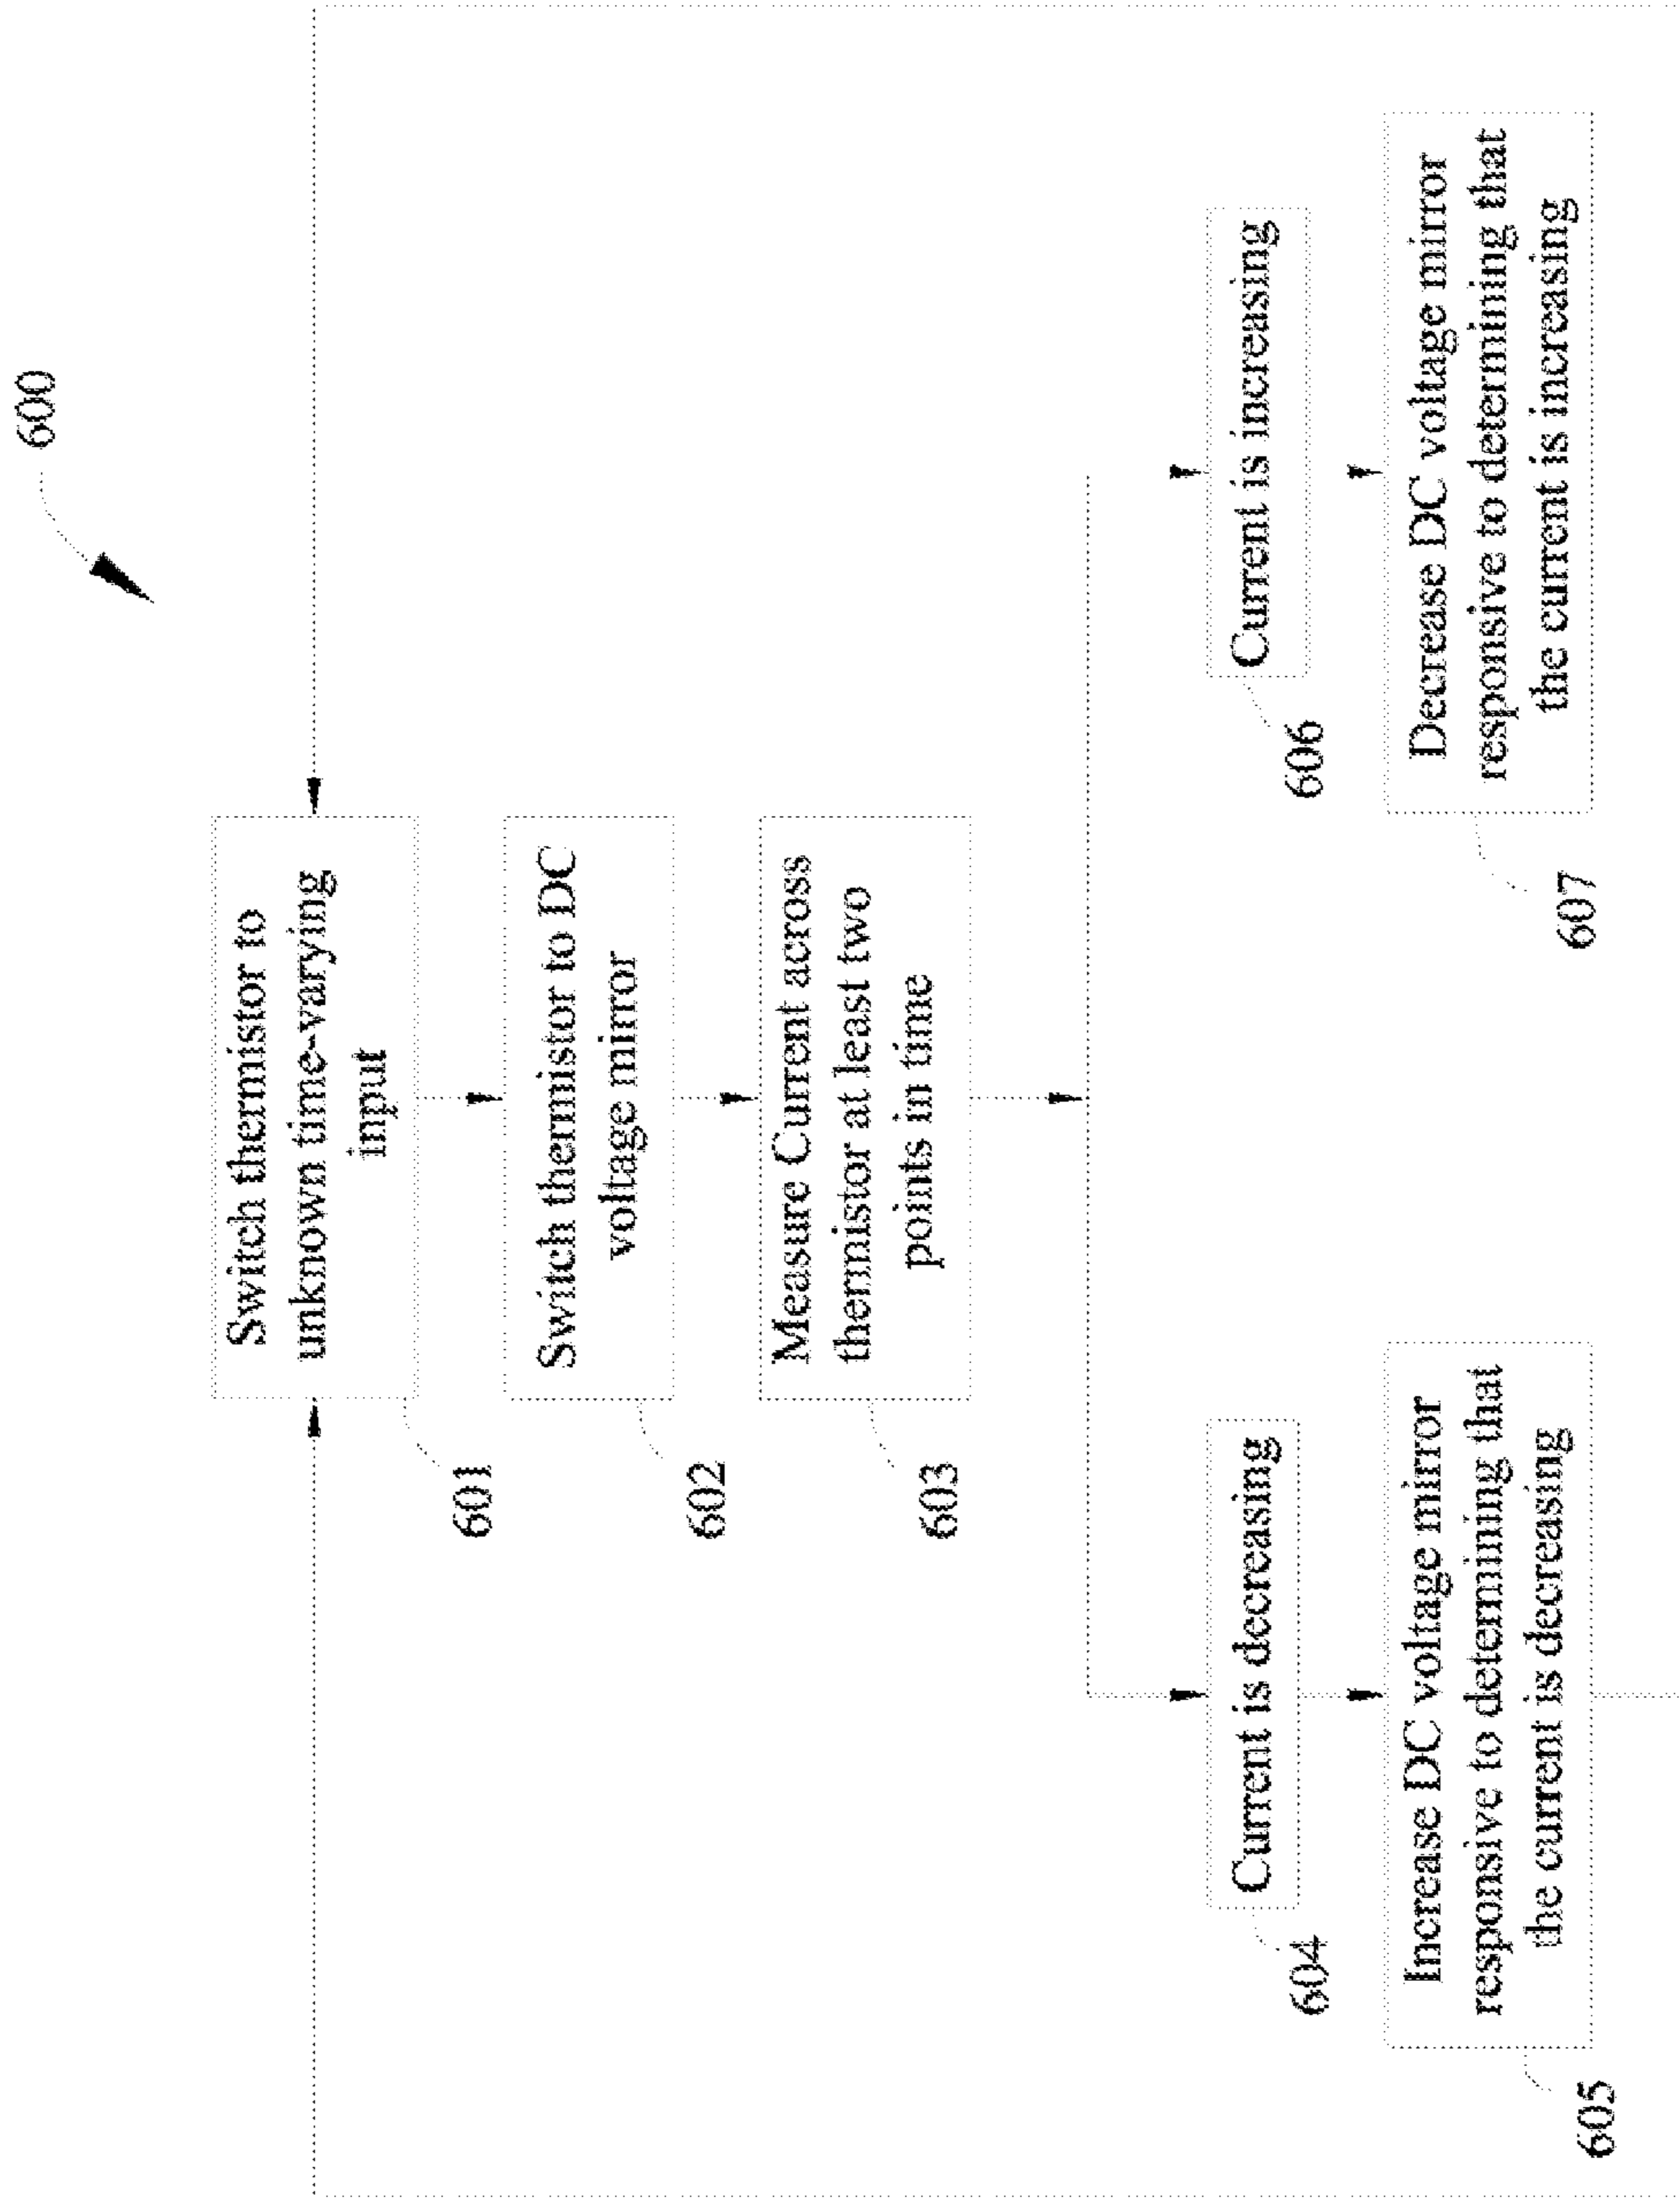 600
Switch thermistor to
unknown time-varying
input
601
Switch thermistor to DC
voltage mirror
602
Measure Current across
thermistor at least two
points in time
603
Current is decreasing
604
Increase DC voltage mirror
responsive to determining that
the current is decreasing
605
Current is increasing
606
Decrease DC voltage mirror
responsive to determining that
the current is increasing
607